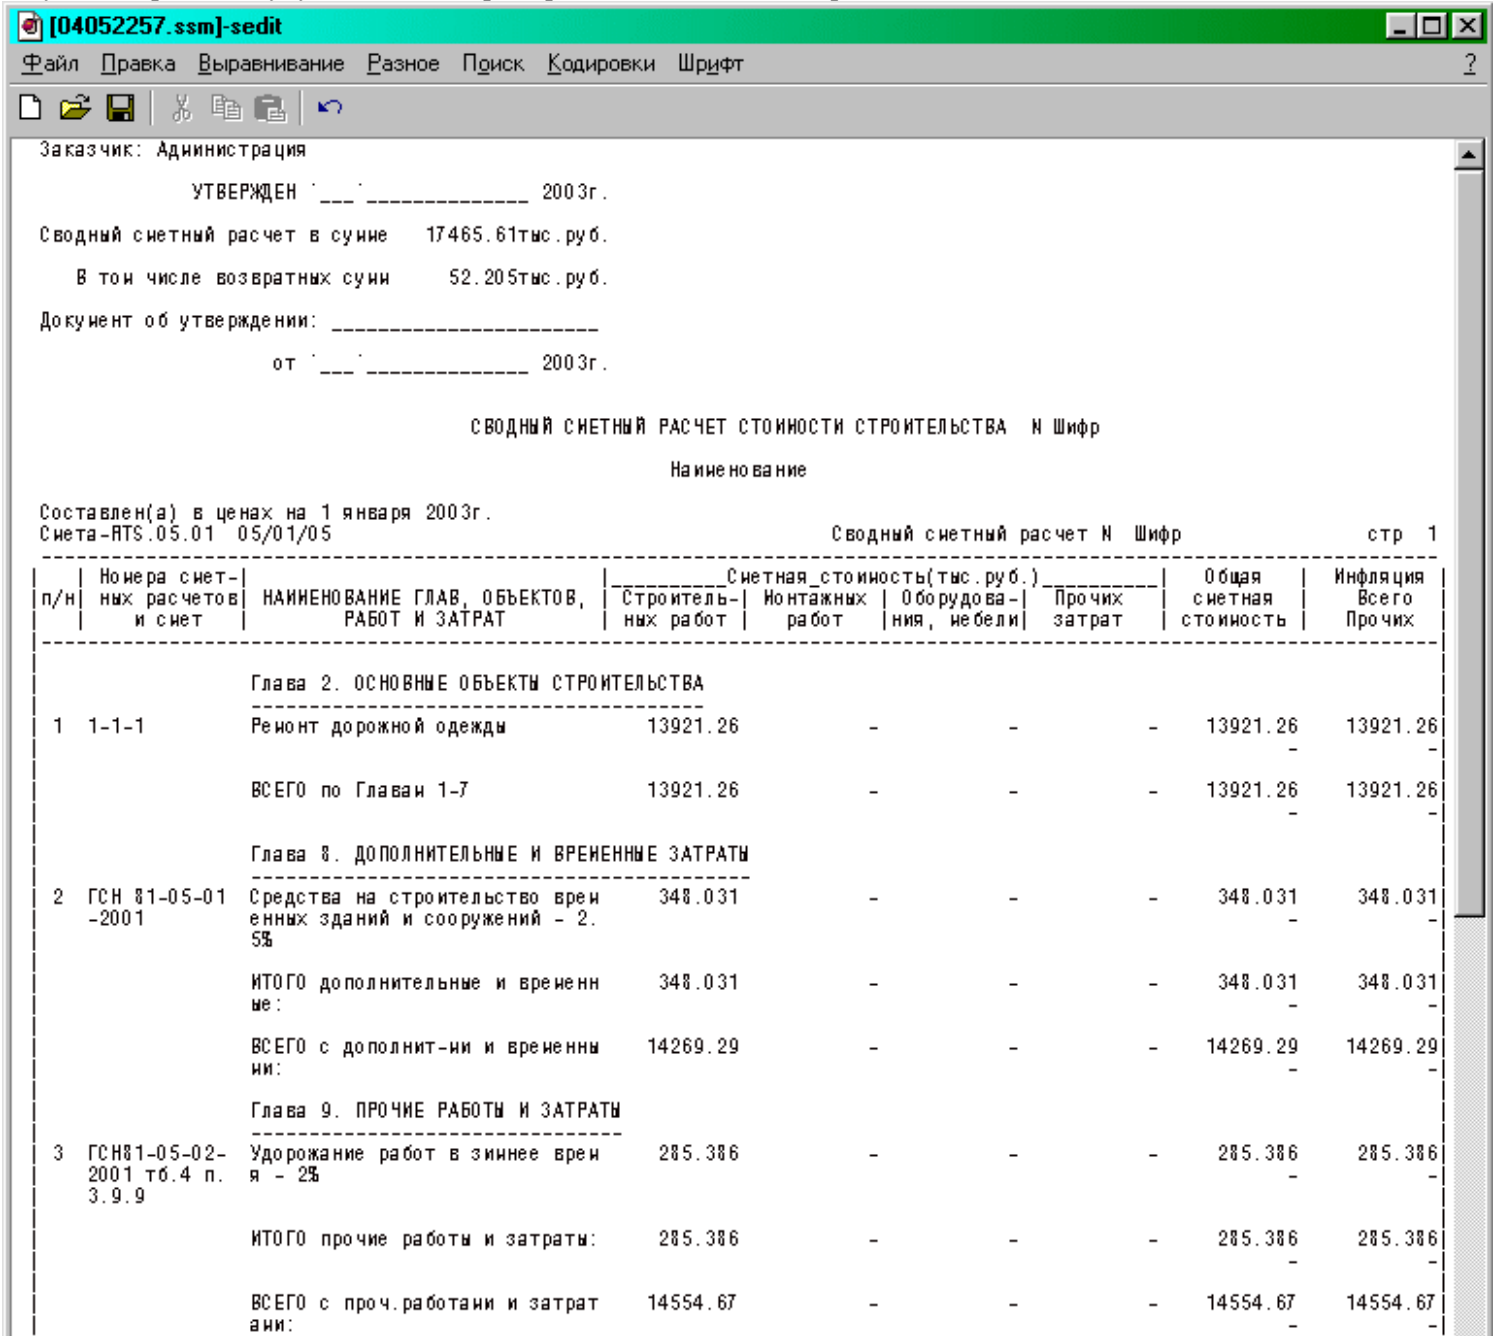 [04052257.ssm]-sedit
Файл Правка Выравнивание Разное Поиск Кодировки Шрифт ?
Заказчик: Администрация
УТВЕРЖДЕН "___"______________ 2003г.
Сводный сметный расчет в сумме 17465.61тыс.руб.
В том числе возвратных сумм 52.205тыс.руб.
Документ об утверждении: _______________________
от "___"______________ 2003г.
СВОДНЫЙ СМЕТНЫЙ РАСЧЕТ СТОИМОСТИ СТРОИТЕЛЬСТВА N Шифр
Наименование
Составлен(а) в ценах на 1 января 2003г.
Смета-RTS.05.01 05/01/05 Сводный сметный расчет N Шифр стр 1
| | Номера смет-| |__________Сметная_стоимость(тыс.руб.)__________| Общая | Инфляция |
|п/н| ных расчетов| НАИМЕНОВАНИЕ ГЛАВ, ОБЪЕКТОВ, | Строитель-| Монтажных | Оборудова-| Прочих | сметная | Всего |
| | и смет | РАБОТ И ЗАТРАТ | ных работ | работ |ния, мебели| затрат | стоимость | Прочих |
Глава 2. ОСНОВНЫЕ ОБЪЕКТЫ СТРОИТЕЛЬСТВА
1 1-1-1 Ремонт дорожной одежды 13921.26 - - - 13921.26 13921.26
- -
ВСЕГО по Главам 1-7 13921.26 - - - 13921.26 13921.26
- -
Глава 8. ДОПОЛНИТЕЛЬНЫЕ И ВРЕМЕННЫЕ ЗАТРАТЫ
2 ГСН 81-05-01 Средства на строительство врем 348.031 - - - 348.031 348.031
-2001 енных зданий и сооружений - 2. - -
5%
ИТОГО дополнительные и временн 348.031 - - - 348.031 348.031
ые: - -
ВСЕГО с дополнит-ми и временны 14269.29 - - - 14269.29 14269.29
ми: - -
Глава 9. ПРОЧИЕ РАБОТЫ И ЗАТРАТЫ
3 ГСН81-05-02- Удорожание работ в зимнее врем 285.386 - - - 285.386 285.386
2001 тб.4 п. я - 2% - -
3.9.9
ИТОГО прочие работы и затраты: 285.386 - - - 285.386 285.386
- -
ВСЕГО с проч.работами и затрат 14554.67 - - - 14554.67 14554.67
ами: - -